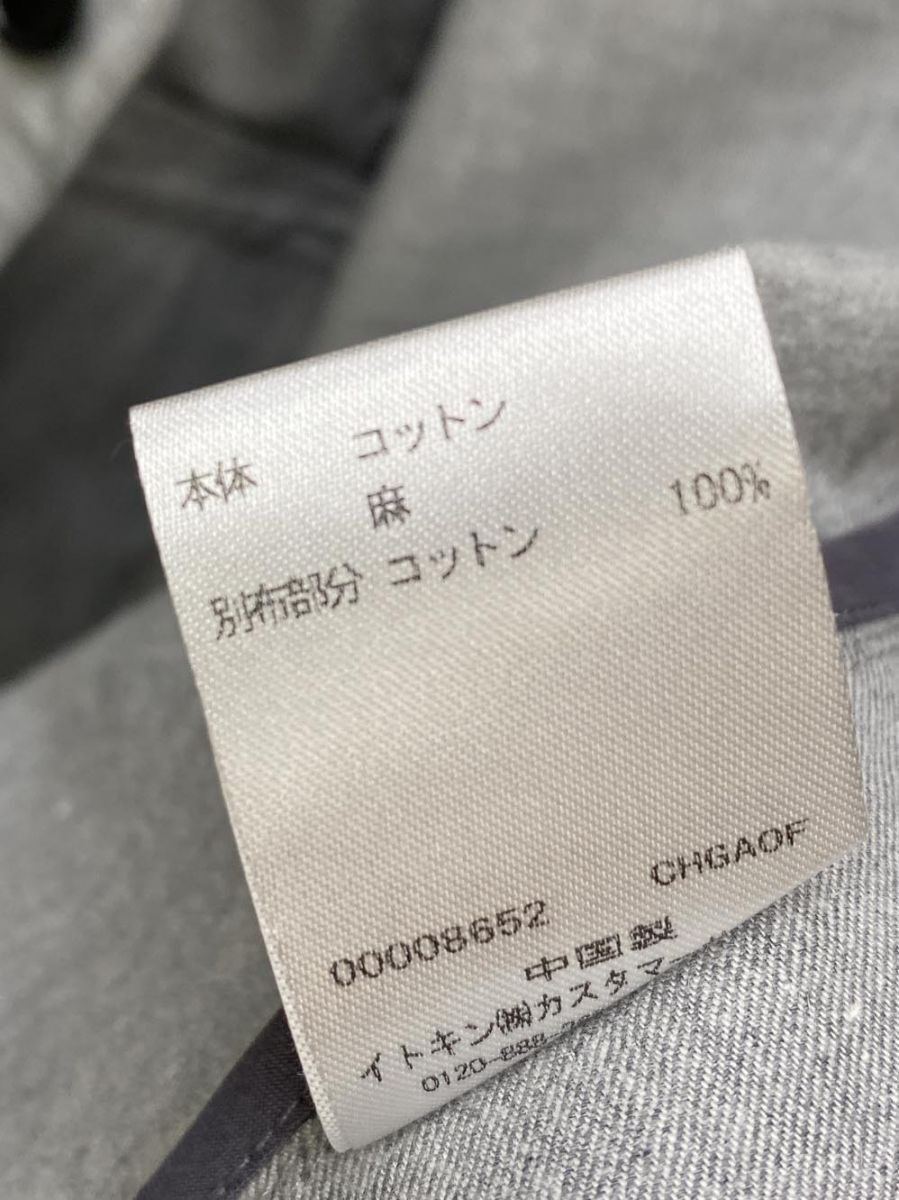 本体 コットン
麻
別布部分 コットン 100%
00008652 CHGAOF
中国製
イトキン㈱カスタマー
0120-888-